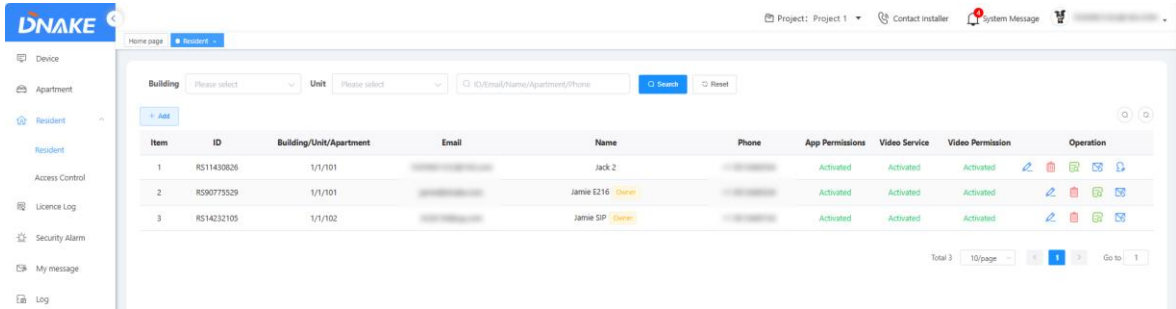 DNAKE
Project: Project 1
Contact Installer
4
System Message
Home page
Resident
Device
Apartment
Resident
Resident
Access Control
Licence Log
Security Alarm
My message
Log
Building Please select Unit Please select ID/Email/Name/Apartment/Phone Search Reset
+ Add
Item ID Building/Unit/Apartment Email Name Phone App Permissions Video Service Video Permission Operation
1 RS11430826 1/1/101 Jack 2 Activated Activated Activated
2 RS90775529 1/1/101 Jamie E216 Owner Activated Activated Activated
3 RS14232105 1/1/102 Jamie SIP Owner Activated Activated Activated
Total 3 10/page 1 Go to 1